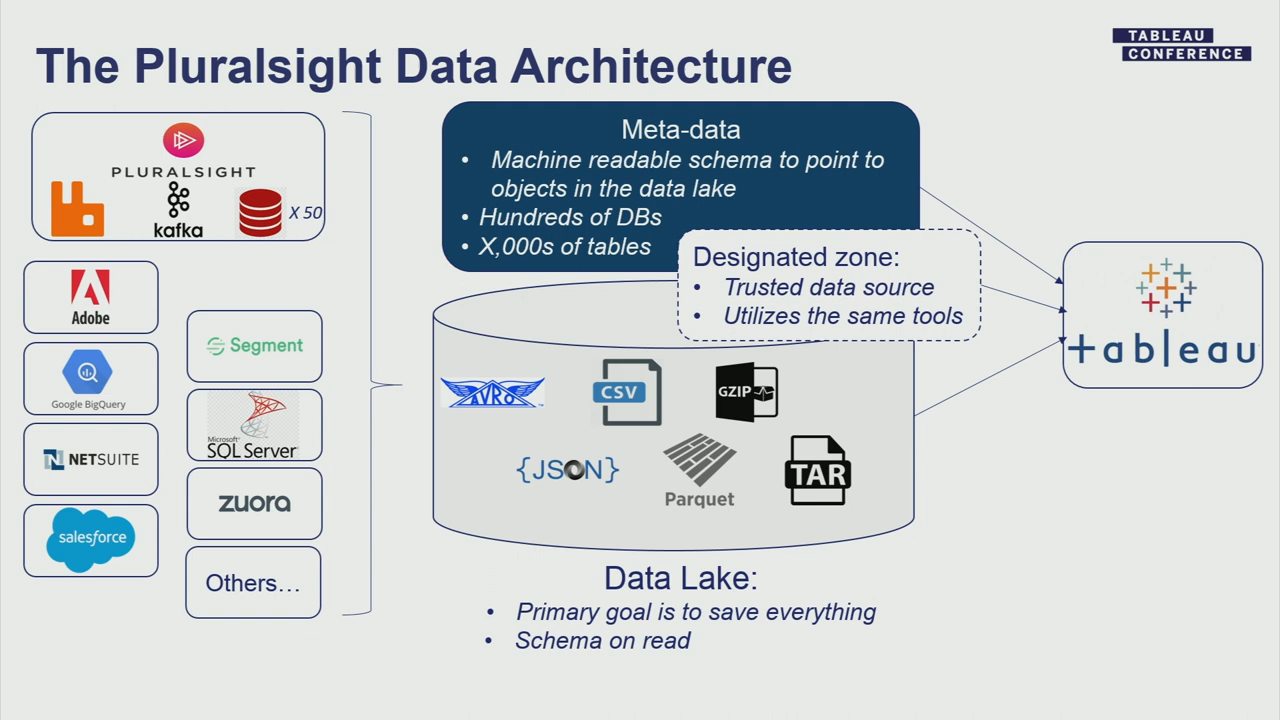 The Pluralsight Data Architecture
TABLEAU
CONFERENCE
PLURALSIGHT
kafka
X 50
Adobe
Google BigQuery
NETSUITE
salesforce
Segment
Microsoft®
SQL Server®
zuora
Others…
Meta-data
• Machine readable schema to point to
objects in the data lake
• Hundreds of DBs
• X,000s of tables
Designated zone:
• Trusted data source
• Utilizes the same tools
AVRO™
CSV
GZIP
{JSON}
Parquet
TAR
Data Lake:
• Primary goal is to save everything
• Schema on read
+ableau